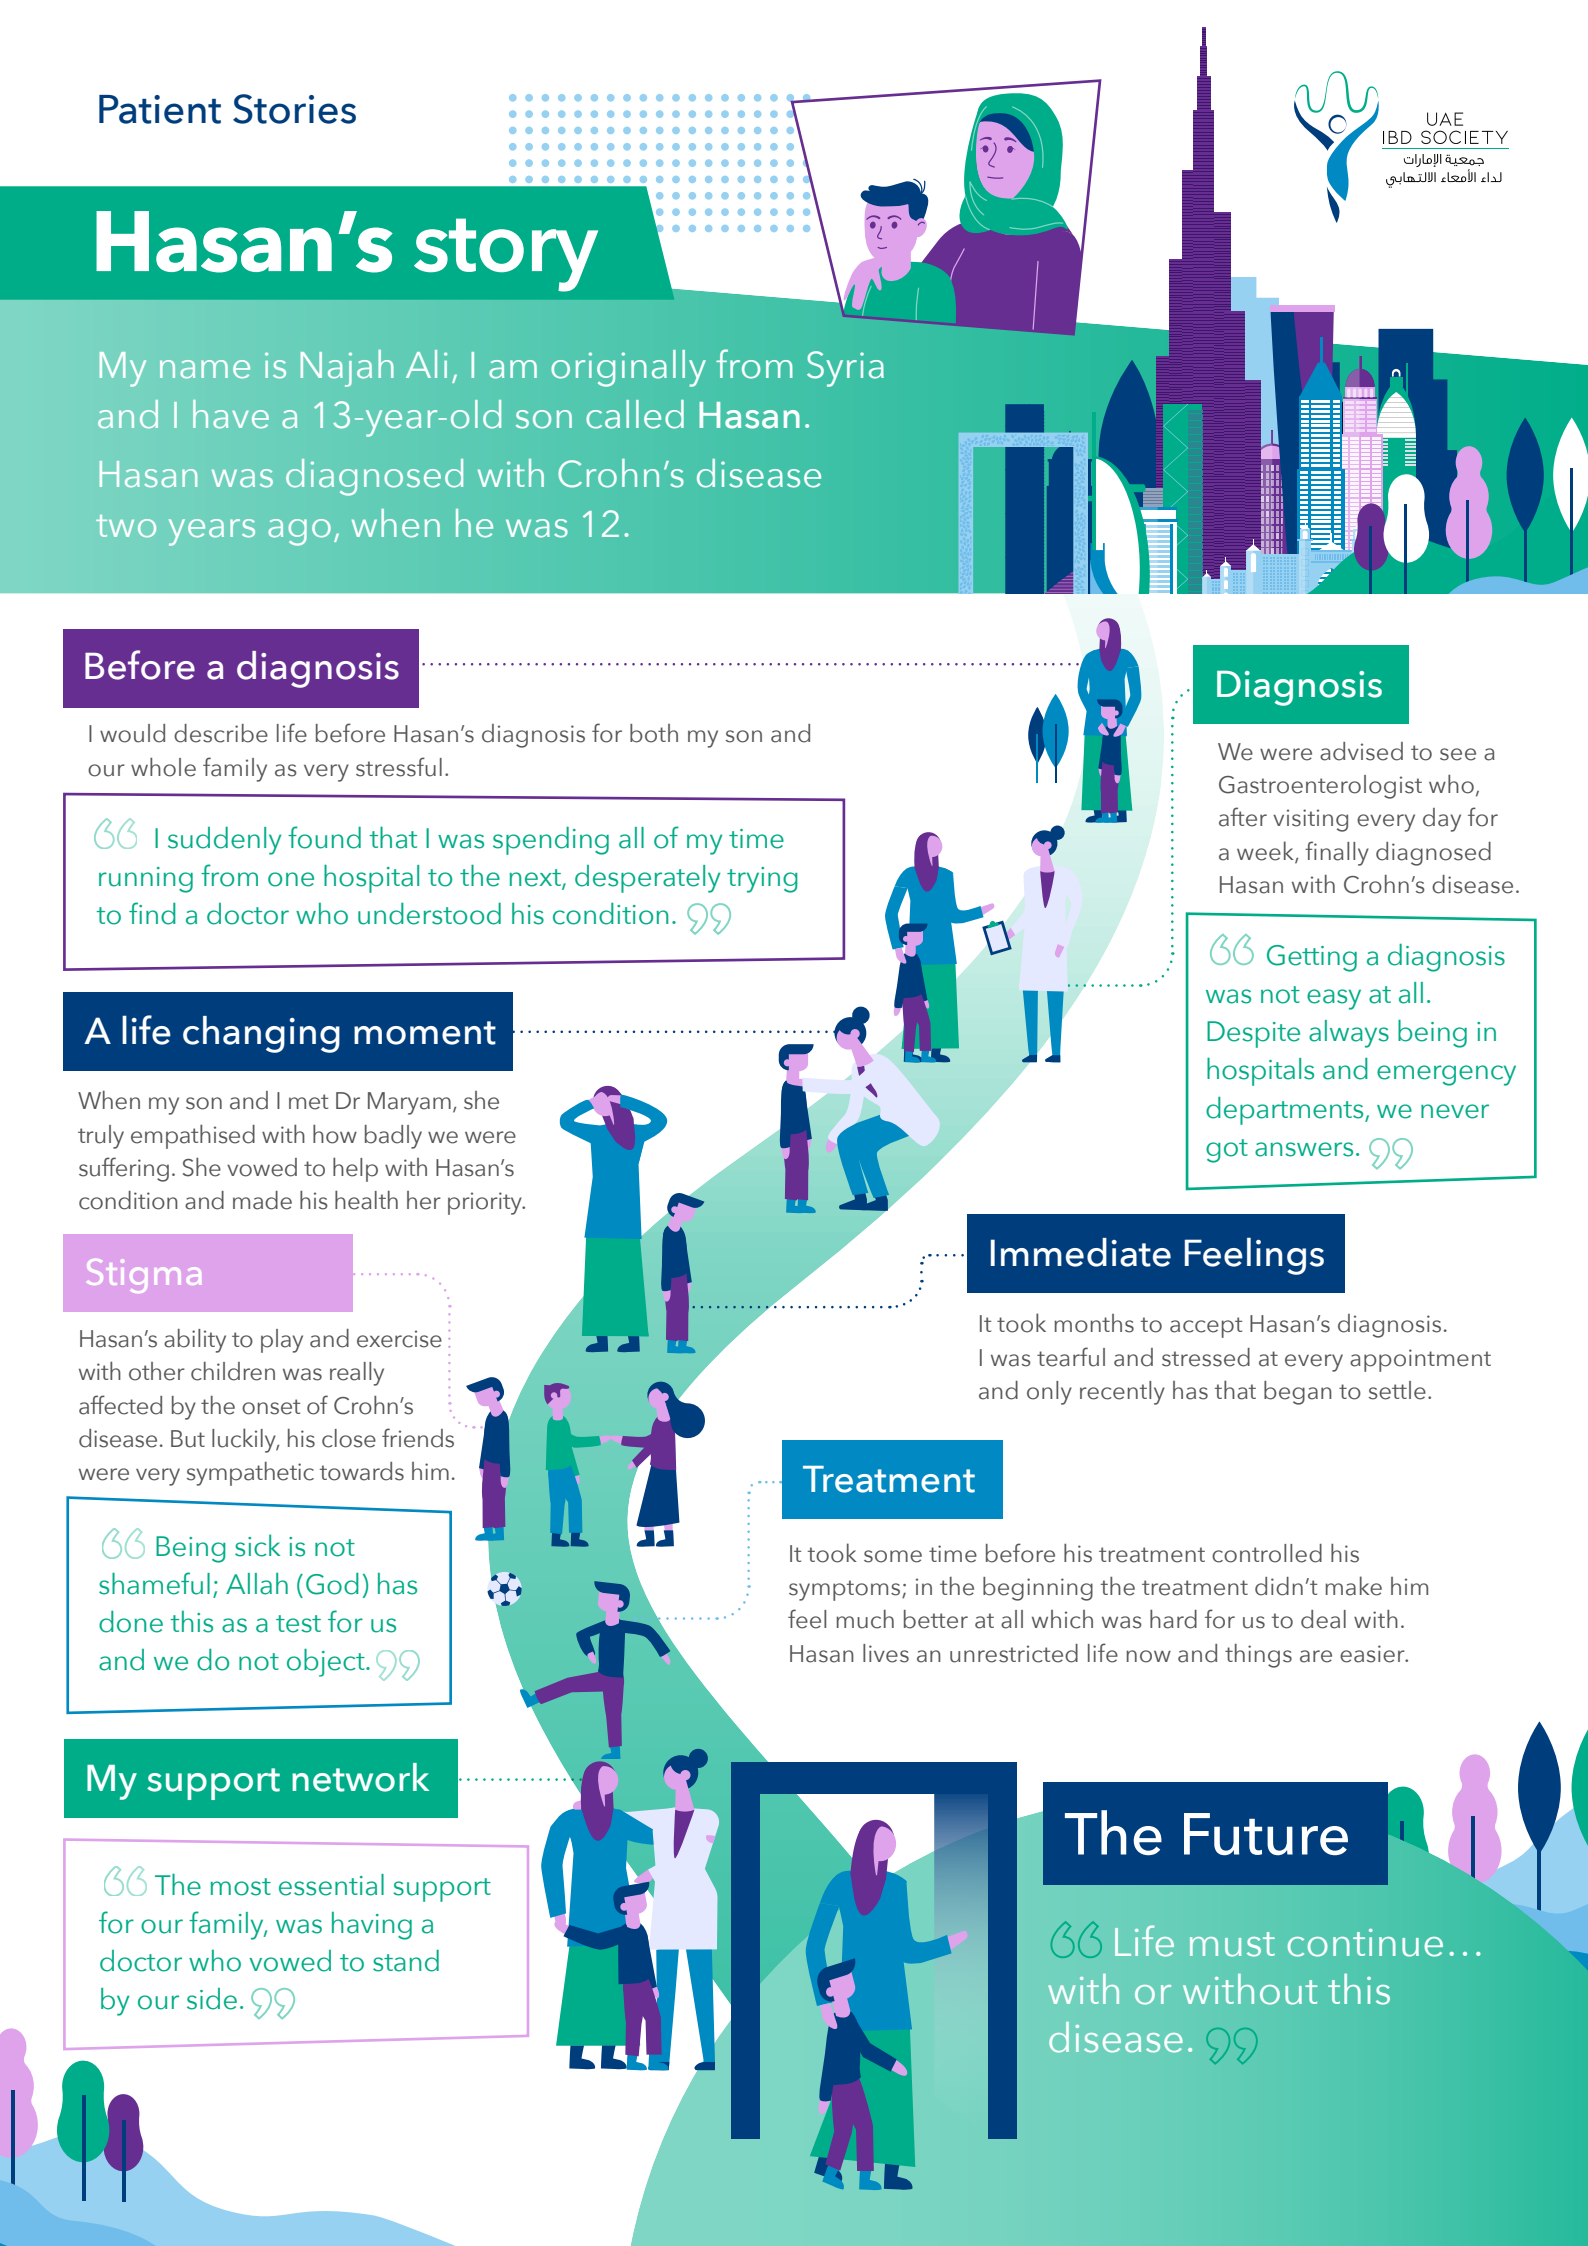 Patient Stories
UAE
IBD SOCIETY
جمعية الإمارات
لداء الأمعاء الالتهابي
Hasan’s story
My name is Najah Ali, I am originally from Syria
and I have a 13-year-old son called Hasan.
Hasan was diagnosed with Crohn’s disease
two years ago, when he was 12.
Before a diagnosis
I would describe life before Hasan’s diagnosis for both my son and
our whole family as very stressful.
“ I suddenly found that I was spending all of my time
running from one hospital to the next, desperately trying
to find a doctor who understood his condition. ”
Diagnosis
We were advised to see a
Gastroenterologist who,
after visiting every day for
a week, finally diagnosed
Hasan with Crohn’s disease.
“ Getting a diagnosis
was not easy at all.
Despite always being in
hospitals and emergency
departments, we never
got answers. ”
A life changing moment
When my son and I met Dr Maryam, she
truly empathised with how badly we were
suffering. She vowed to help with Hasan’s
condition and made his health her priority.
Immediate Feelings
It took months to accept Hasan’s diagnosis.
I was tearful and stressed at every appointment
and only recently has that began to settle.
Stigma
Hasan’s ability to play and exercise
with other children was really
affected by the onset of Crohn’s
disease. But luckily, his close friends
were very sympathetic towards him.
“ Being sick is not
shameful; Allah (God) has
done this as a test for us
and we do not object. ”
Treatment
It took some time before his treatment controlled his
symptoms; in the beginning the treatment didn’t make him
feel much better at all which was hard for us to deal with.
Hasan lives an unrestricted life now and things are easier.
My support network
“ The most essential support
for our family, was having a
doctor who vowed to stand
by our side. ”
The Future
“ Life must continue…
with or without this
disease. ”